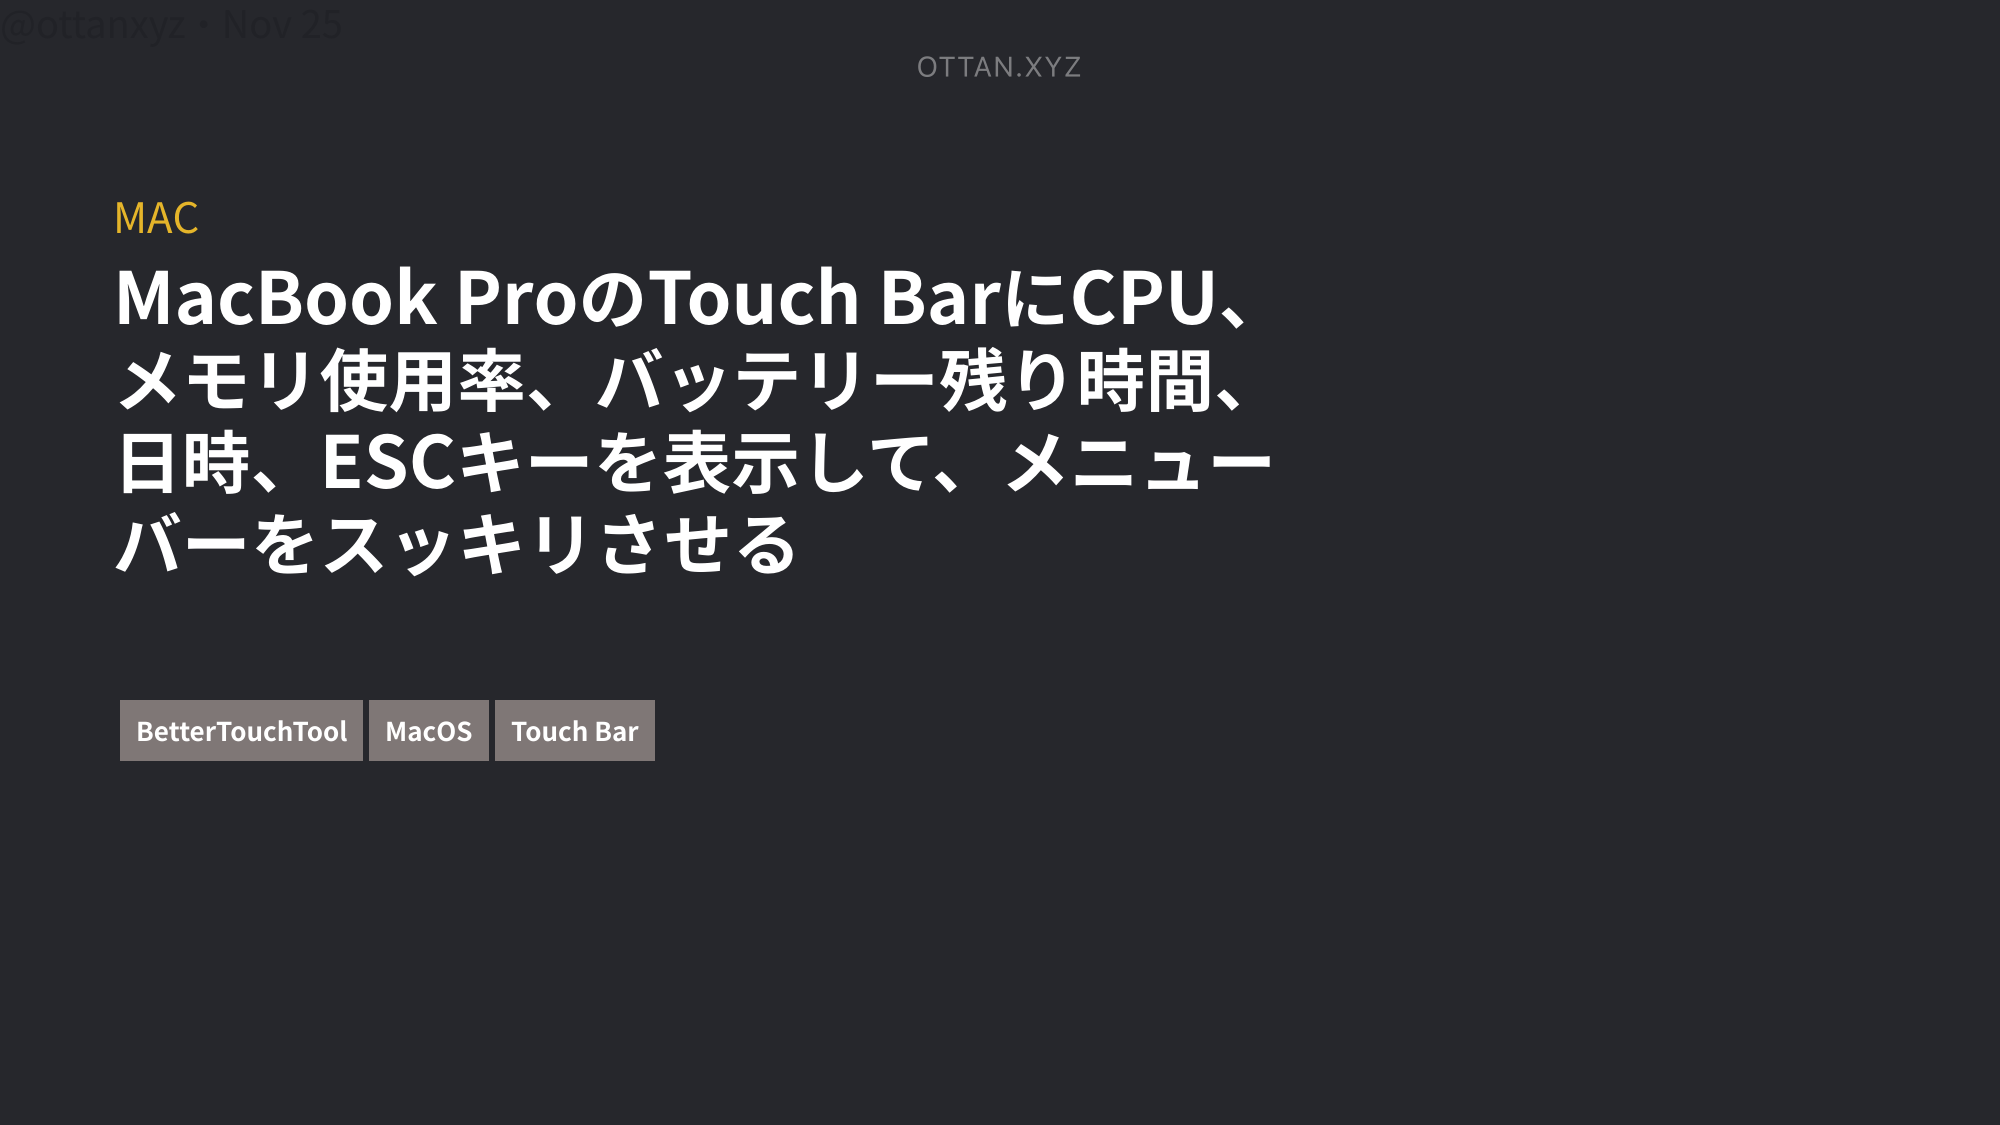 @ottanxyz・Nov 25
OTTAN.XYZ
MAC
MacBook ProのTouch BarにCPU、
メモリ使用率、バッテリー残り時間、
日時、ESCキーを表示して、メニュー
バーをスッキリさせる
BetterTouchTool MacOS Touch Bar